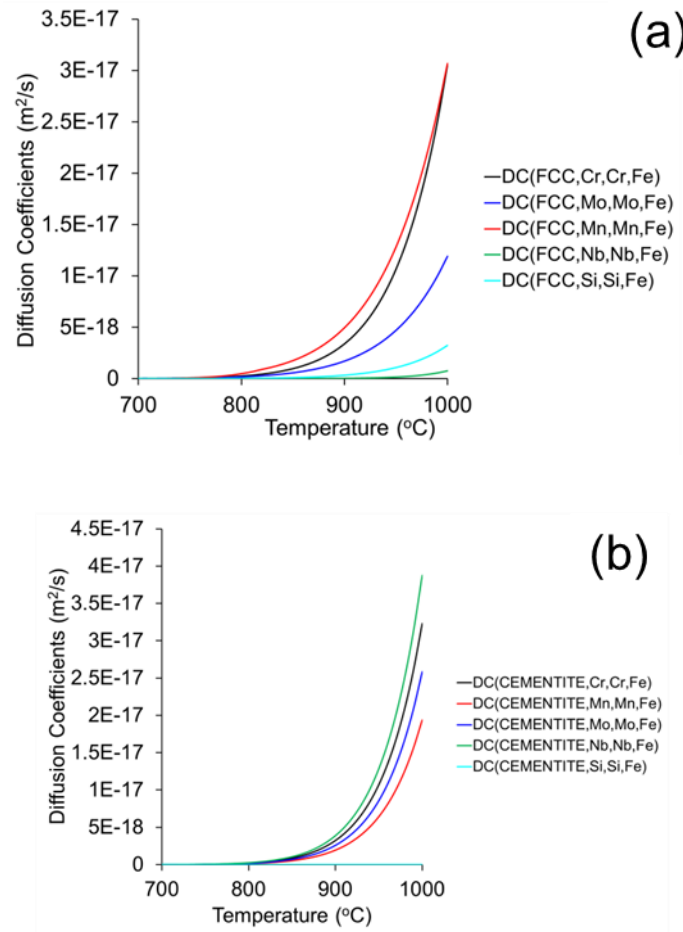 (a)
Diffusion Coefficients (m²/s)
3.5E-17
3E-17
2.5E-17
2E-17
1.5E-17
1E-17
5E-18
0
700
800
900
1000
Temperature (°C)
DC(FCC,Cr,Cr,Fe)
DC(FCC,Mo,Mo,Fe)
DC(FCC,Mn,Mn,Fe)
DC(FCC,Nb,Nb,Fe)
DC(FCC,Si,Si,Fe)
(b)
Diffusion Coefficients (m²/s)
4.5E-17
4E-17
3.5E-17
3E-17
2.5E-17
2E-17
1.5E-17
1E-17
5E-18
0
700
800
900
1000
Temperature (°C)
DC(CEMENTITE,Cr,Cr,Fe)
DC(CEMENTITE,Mn,Mn,Fe)
DC(CEMENTITE,Mo,Mo,Fe)
DC(CEMENTITE,Nb,Nb,Fe)
DC(CEMENTITE,Si,Si,Fe)